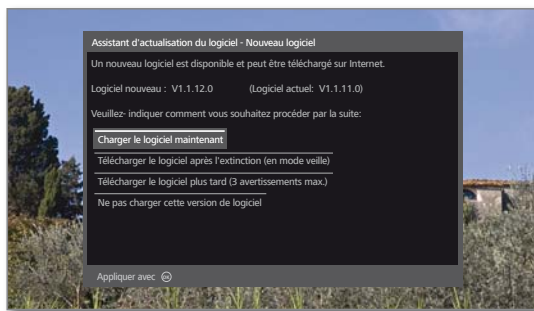 Assistant d'actualisation du logiciel - Nouveau logiciel
Un nouveau logiciel est disponible et peut être téléchargé sur Internet.
Logiciel nouveau : V1.1.12.0 (Logiciel actuel: V1.1.11.0)
Veuillez- indiquer comment vous souhaitez procéder par la suite:
Charger le logiciel maintenant
Télécharger le logiciel après l'extinction (en mode veille)
Télécharger le logiciel plus tard (3 avertissements max.)
Ne pas charger cette version de logiciel
Appliquer avec OK